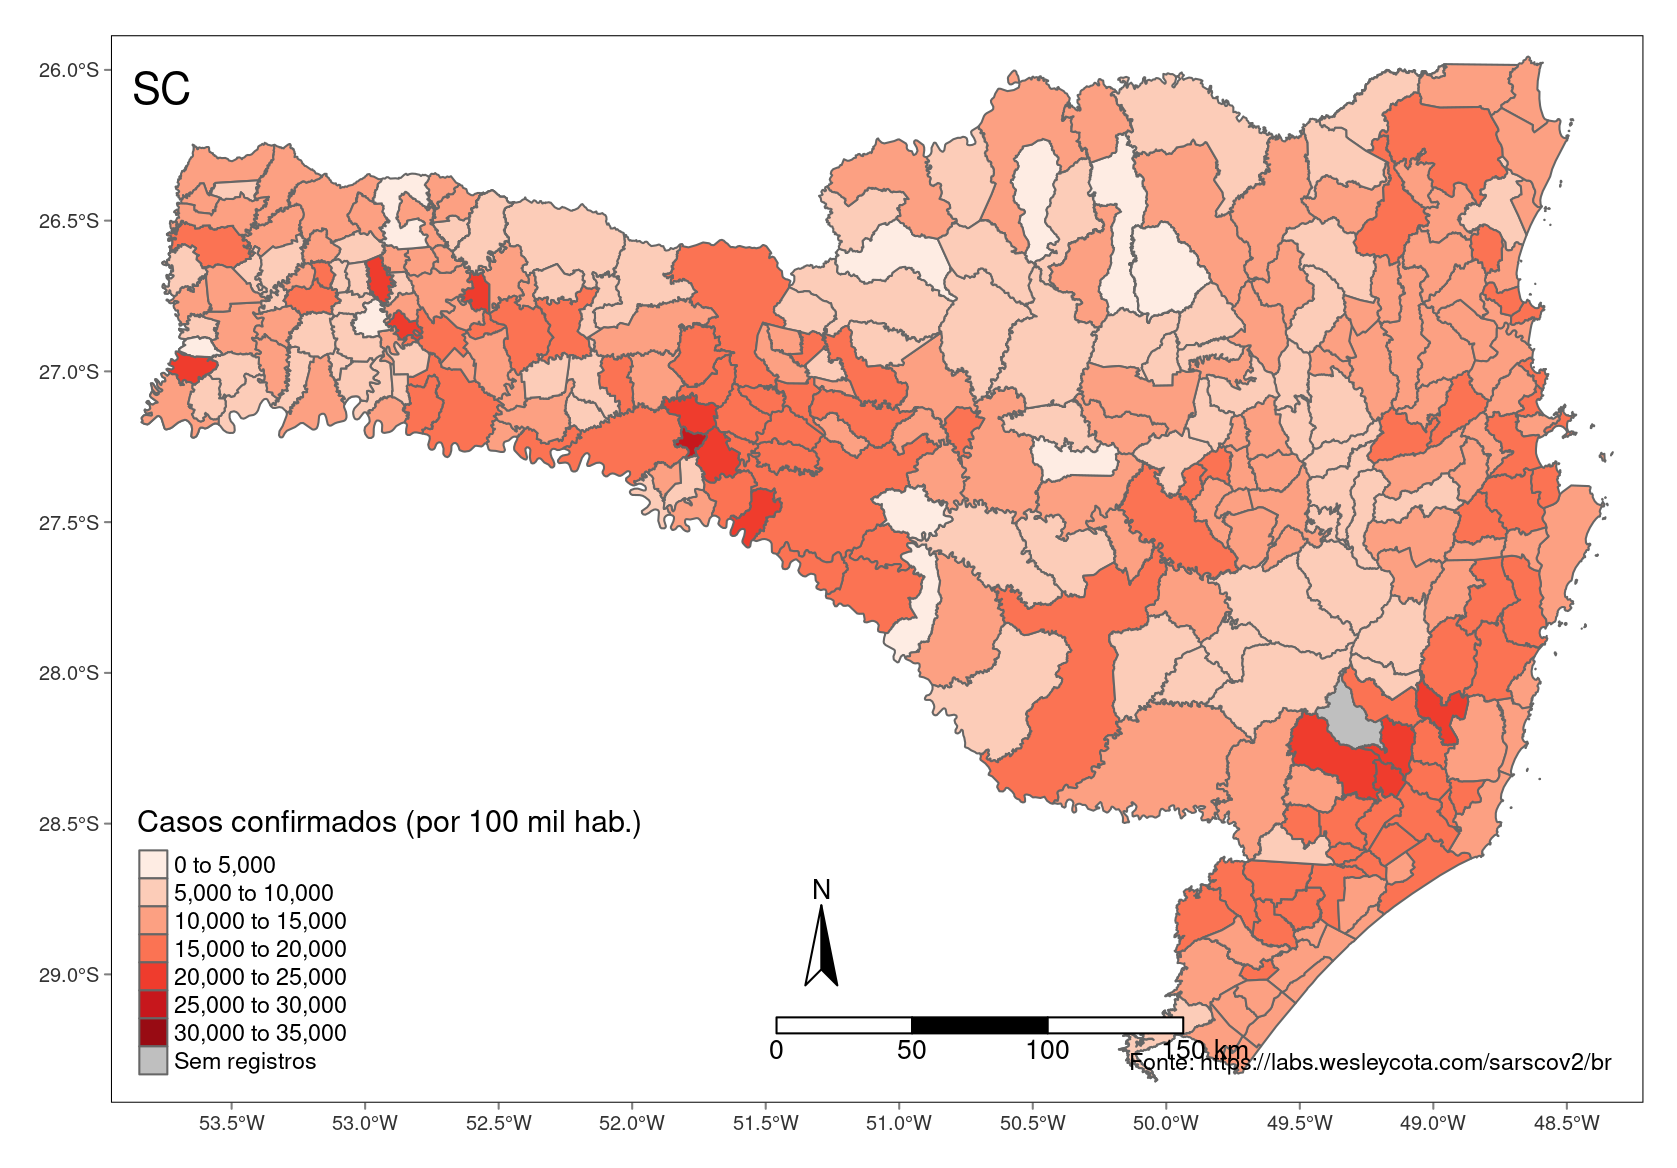 SC
26.0°S
26.5°S
27.0°S
27.5°S
28.0°S
28.5°S
29.0°S
Casos confirmados (por 100 mil hab.)
0 to 5,000
5,000 to 10,000
10,000 to 15,000
15,000 to 20,000
20,000 to 25,000
25,000 to 30,000
30,000 to 35,000
Sem registros
N
0 50 100 150 km
Fonte: https://labs.wesleycota.com/sarscov2/br
53.5°W 53.0°W 52.5°W 52.0°W 51.5°W 51.0°W 50.5°W 50.0°W 49.5°W 49.0°W 48.5°W